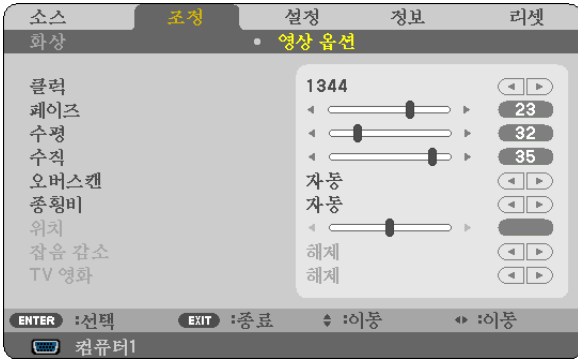 소스 조정 설정 정보 리셋
화상 • 영상 옵션
클럭 1344
페이즈 23
수평 32
수직 35
오버스캔 자동
종횡비 자동
위치
잡음 감소 해제
TV 영화 해제
ENTER :선택 EXIT :종료 :이동 :이동
컴퓨터1